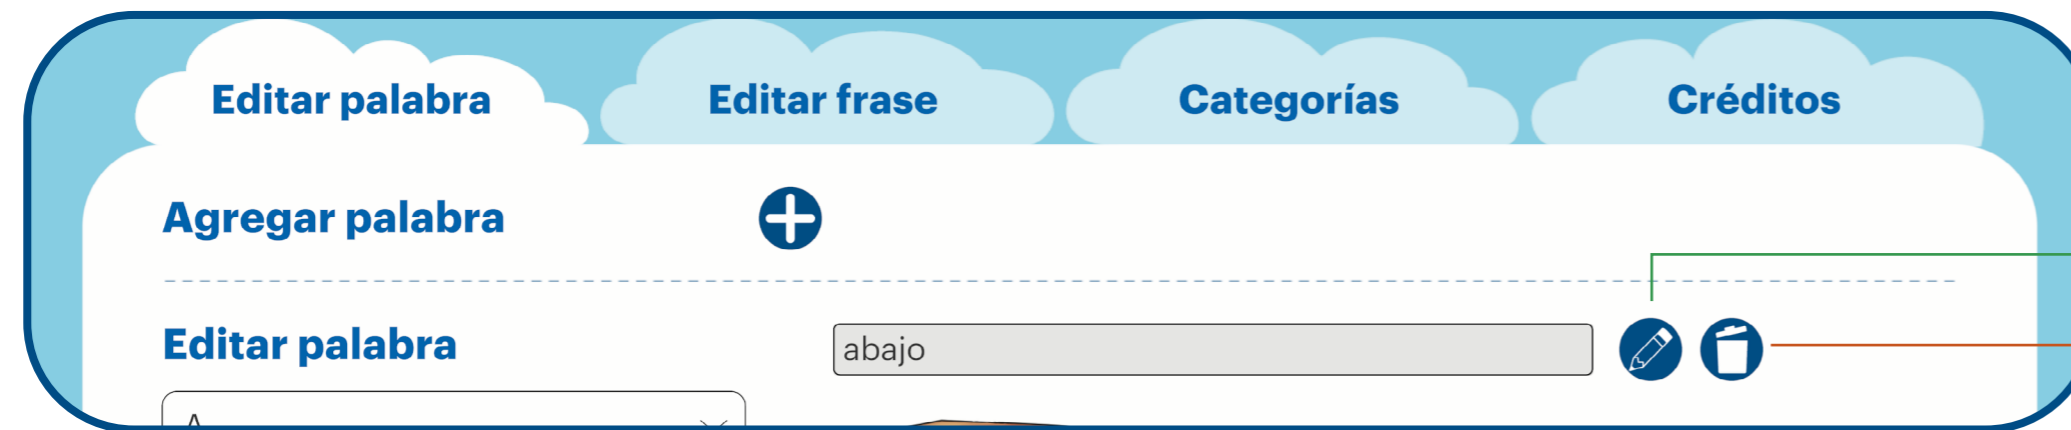 Editar palabra
Editar frase
Categorías
Créditos
Agregar palabra
Editar palabra
abajo
A